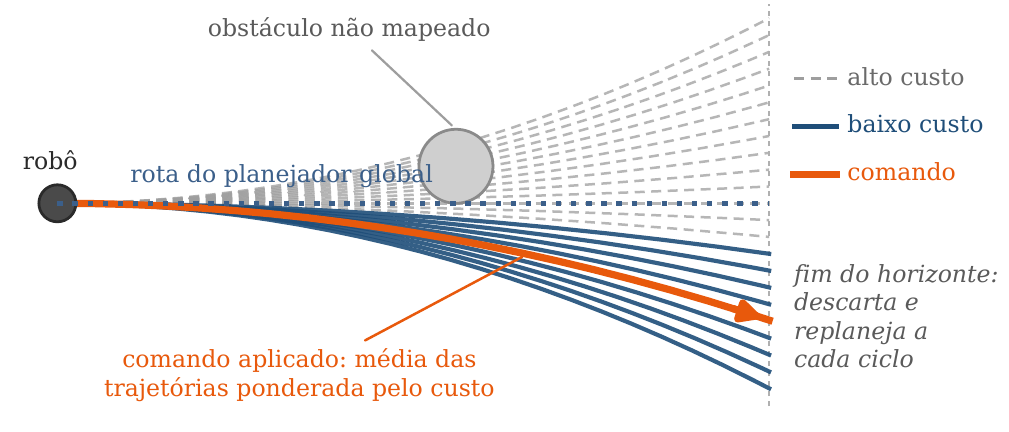 obstáculo não mapeado
alto custo
baixo custo
robô
rota do planejador global
comando
fim do horizonte:
descarta e
replaneja a
cada ciclo
comando aplicado: média das
trajetórias ponderada pelo custo